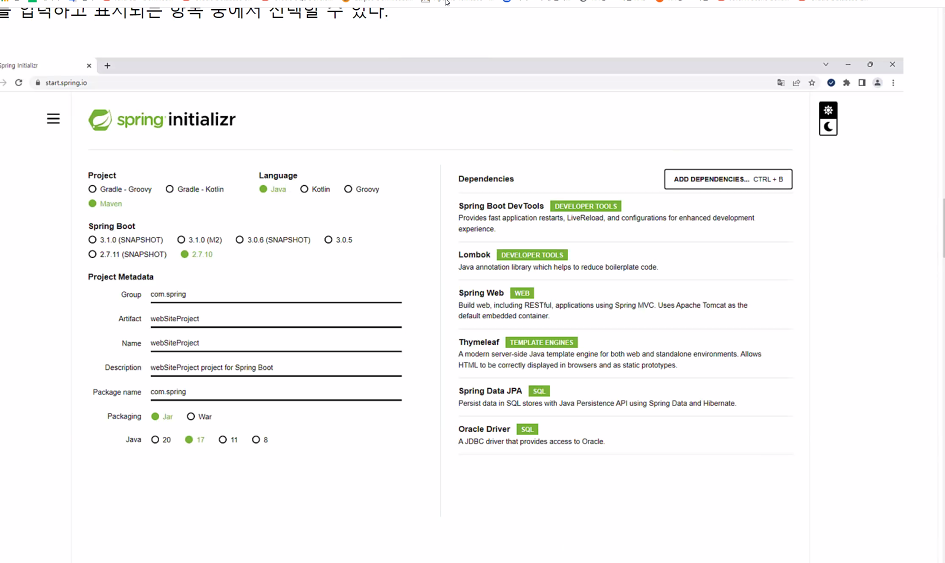 를 입력하고 표시되는 항목 중에서 선택할 수 있다.
Spring Initializr
start.spring.io
spring initializr
Project
Language
Gradle - Groovy Gradle - Kotlin
Java Kotlin Groovy
Maven
Spring Boot
3.1.0 (SNAPSHOT) 3.1.0 (M2) 3.0.6 (SNAPSHOT) 3.0.5
2.7.11 (SNAPSHOT) 2.7.10
Project Metadata
Group com.spring
Artifact webSiteProject
Name webSiteProject
Description webSiteProject project for Spring Boot
Package name com.spring
Packaging Jar War
Java 20 17 11 8
Dependencies
ADD DEPENDENCIES... CTRL + B
Spring Boot DevTools DEVELOPER TOOLS
Provides fast application restarts, LiveReload, and configurations for enhanced development
experience.
Lombok DEVELOPER TOOLS
Java annotation library which helps to reduce boilerplate code.
Spring Web WEB
Build web, including RESTful, applications using Spring MVC. Uses Apache Tomcat as the
default embedded container.
Thymeleaf TEMPLATE ENGINES
A modern server-side Java template engine for both web and standalone environments. Allows
HTML to be correctly displayed in browsers and as static prototypes.
Spring Data JPA SQL
Persist data in SQL stores with Java Persistence API using Spring Data and Hibernate.
Oracle Driver SQL
A JDBC driver that provides access to Oracle.